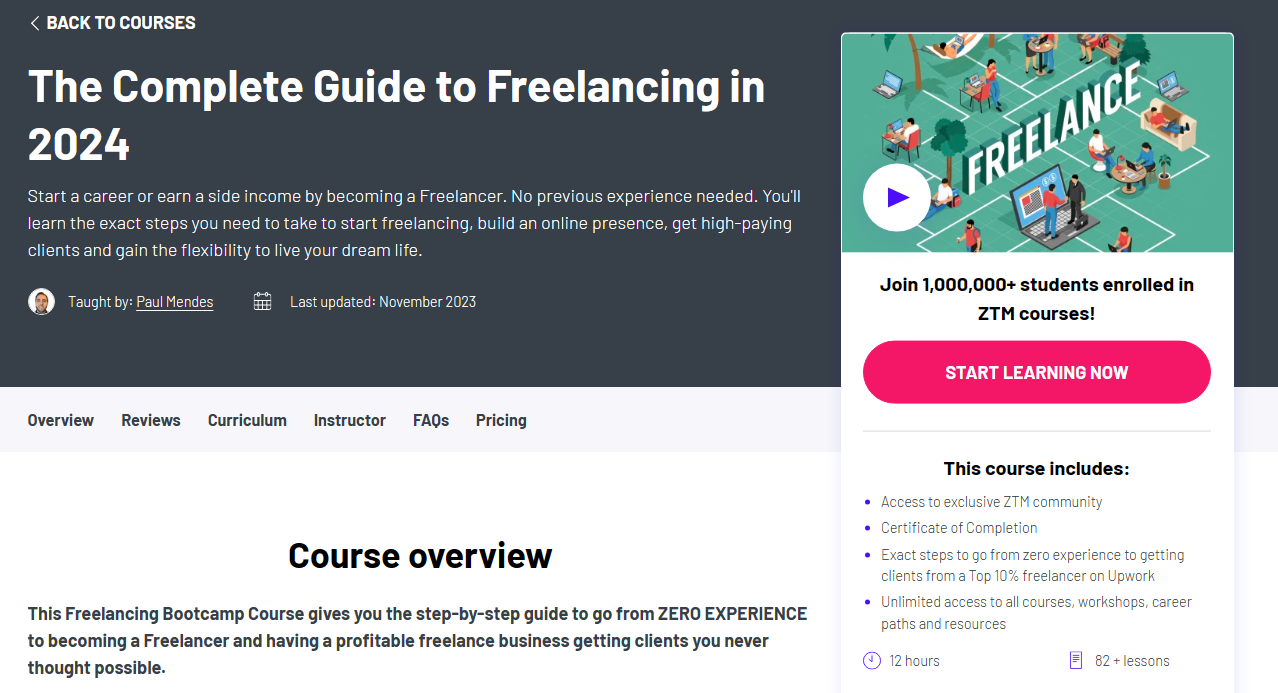 BACK TO COURSES
The Complete Guide to Freelancing in
2024
Start a career or earn a side income by becoming a Freelancer. No previous experience needed. You'll
learn the exact steps you need to take to start freelancing, build an online presence, get high-paying
clients and gain the flexibility to live your dream life.
Taught by: Paul Mendes
Last updated: November 2023
FREELANCE
Join 1,000,000+ students enrolled in
ZTM courses!
START LEARNING NOW
This course includes:
Access to exclusive ZTM community
Certificate of Completion
Exact steps to go from zero experience to getting
clients from a Top 10% freelancer on Upwork
Unlimited access to all courses, workshops, career
paths and resources
12 hours
82 + lessons
Overview
Reviews
Curriculum
Instructor
FAQs
Pricing
Course overview
This Freelancing Bootcamp Course gives you the step-by-step guide to go from ZERO EXPERIENCE
to becoming a Freelancer and having a profitable freelance business getting clients you never
thought possible.